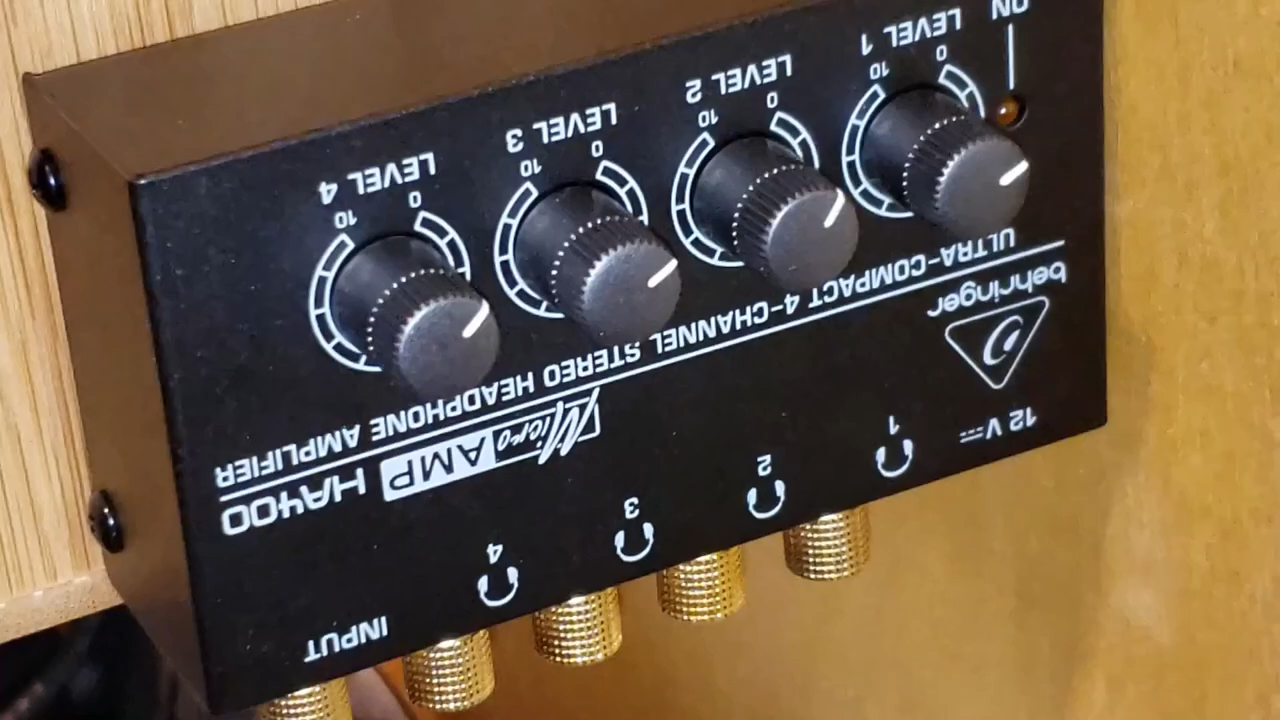 12 V
1
2
3
4
INPUT
behringer
MicroAMP HA400
ULTRA-COMPACT 4-CHANNEL STEREO HEADPHONE AMPLIFIER
ON
LEVEL 1
0 10
LEVEL 2
0 10
LEVEL 3
0 10
LEVEL 4
0 10